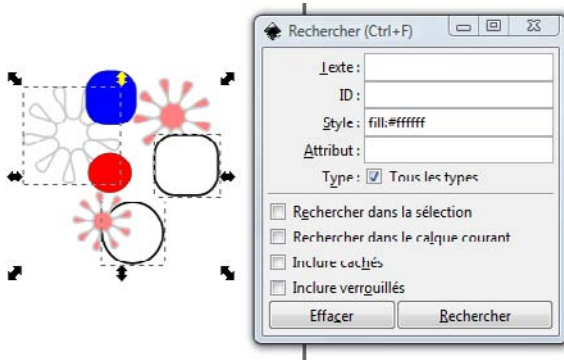 Rechercher (Ctrl+F)
Texte :
ID :
Style : fill:#ffffff
Attribut :
Type : Tous les types
Rechercher dans la sélection
Rechercher dans le calque courant
Inclure cachés
Inclure verrouillés
Effacer Rechercher